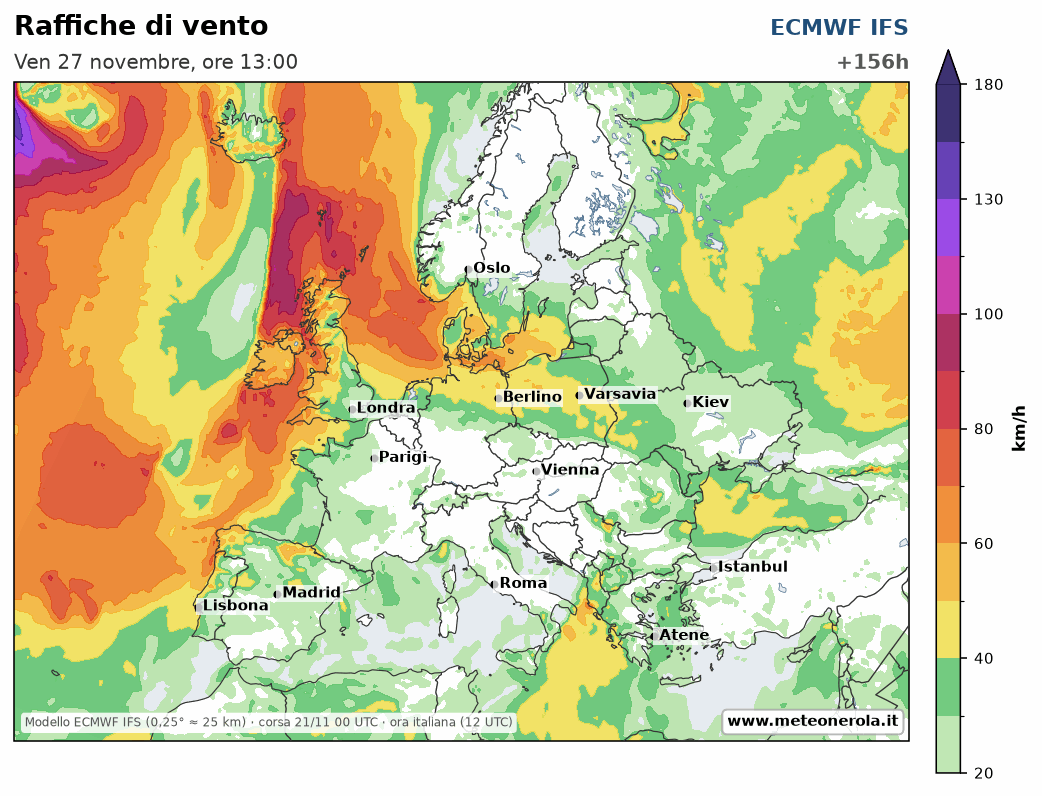 Raffiche di vento
ECMWF IFS
Ven 27 novembre, ore 13:00
+156h
180
130
100
80
60
40
20
km/h
Oslo
Berlino
Varsavia
Kiev
Londra
Parigi
Vienna
Istanbul
Roma
Madrid
Lisbona
Atene
Modello ECMWF IFS (0,25° ≈ 25 km) · corsa 21/11 00 UTC · ora italiana (12 UTC)
www.meteonerola.it